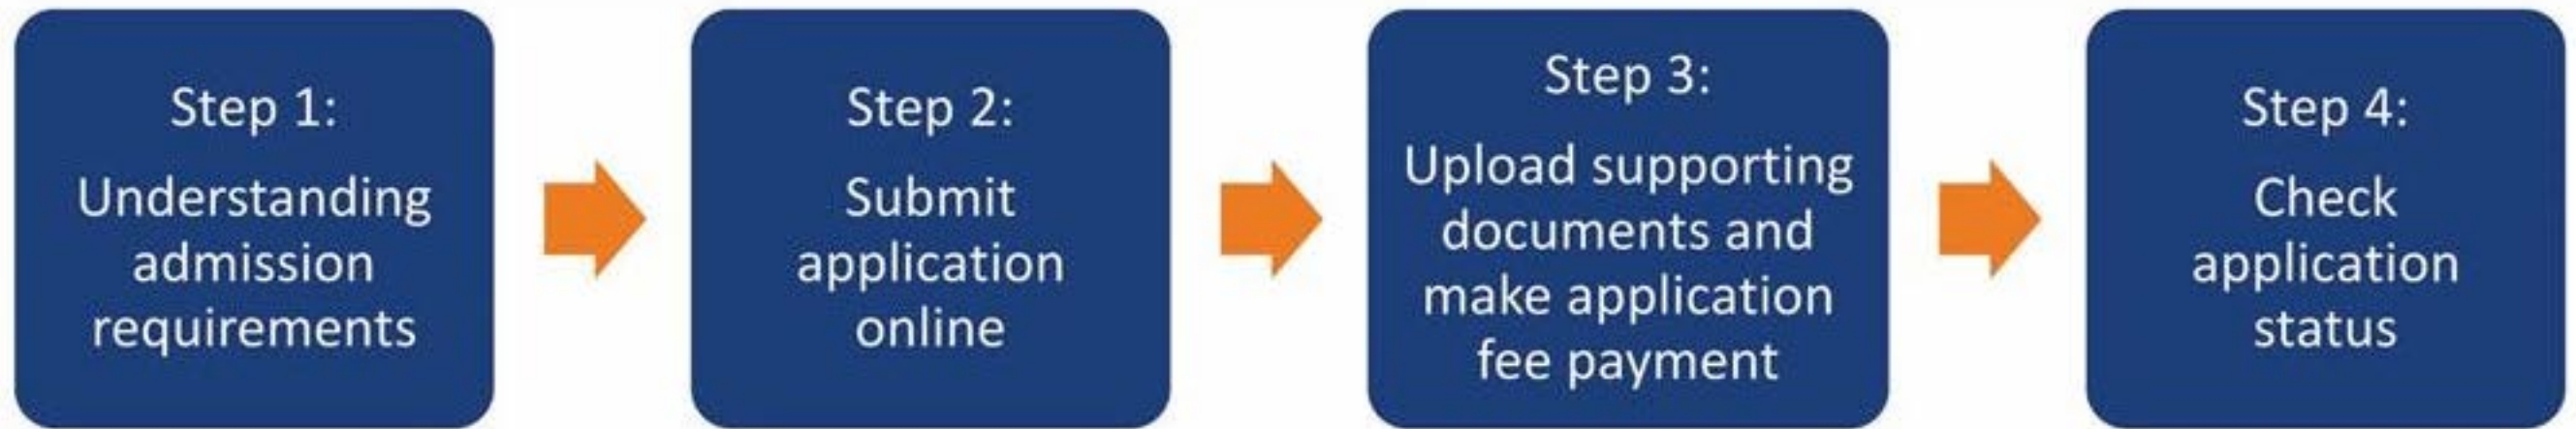 Step 1:
Understanding
admission
requirements
Step 2:
Submit
application
online
Step 3:
Upload supporting
documents and
make application
fee payment
Step 4:
Check
application
status